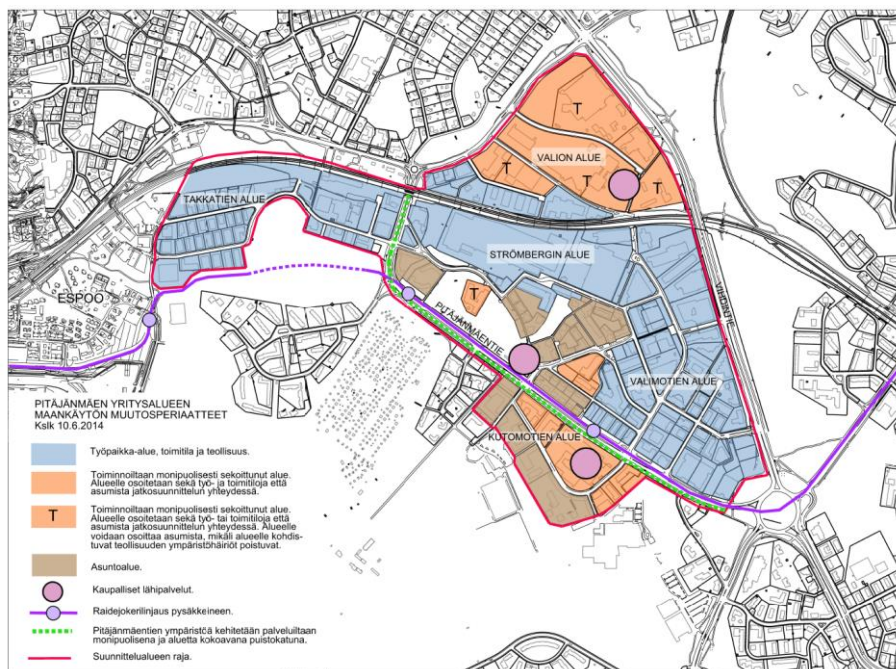 T
VALION ALUE
T
T
T
TAKKATIEN ALUE
STRÖMBERGIN ALUE
VIHDINTIE
ESPOO
T
PITÄJÄNMÄENTIE
VALIMOTIEN ALUE
KUTOMOTIEN ALUE
PITÄJÄNMÄEN YRITYSALUEEN
MAANKÄYTÖN MUUTOSPERIAATTEET
Kslk 10.6.2014
Työpaikka-alue, toimitila ja teollisuus.
Toiminnoiltaan monipuolisesti sekoittunut alue.
Alueelle osoitetaan sekä työ- ja toimitiloja että
asumista jatkosuunnittelun yhteydessä.
T
Toiminnoiltaan monipuolisesti sekoittunut alue.
Alueelle osoitetaan sekä työ- tai toimitiloja että
asumista jatkosuunnittelun yhteydessä. Alueelle
voidaan osoittaa asumista, mikäli alueelle kohdis-
tuvat teollisuuden ympäristöhäiriöt poistuvat.
Asuntoalue.
Kaupalliset lähipalvelut.
Raidejokerilinjaus pysäkkeineen.
Pitäjänmäentien ympäristöä kehitetään palveluiltaan
monipuolisena ja aluetta kokoavana puistokatuna.
Suunnittelualueen raja.